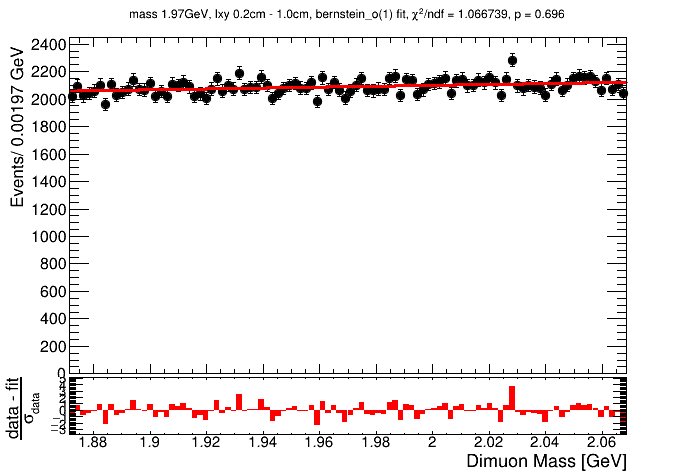 mass 1.97GeV, lxy 0.2cm - 1.0cm, bernstein_o(1) fit, χ²/ndf = 1.066739, p = 0.696
Events/ 0.00197 GeV
2400
2200
2000
1800
1600
1400
1200
1000
800
600
400
200
0
data - fit
σdata
1.88 1.9 1.92 1.94 1.96 1.98 2 2.02 2.04 2.06
Dimuon Mass [GeV]